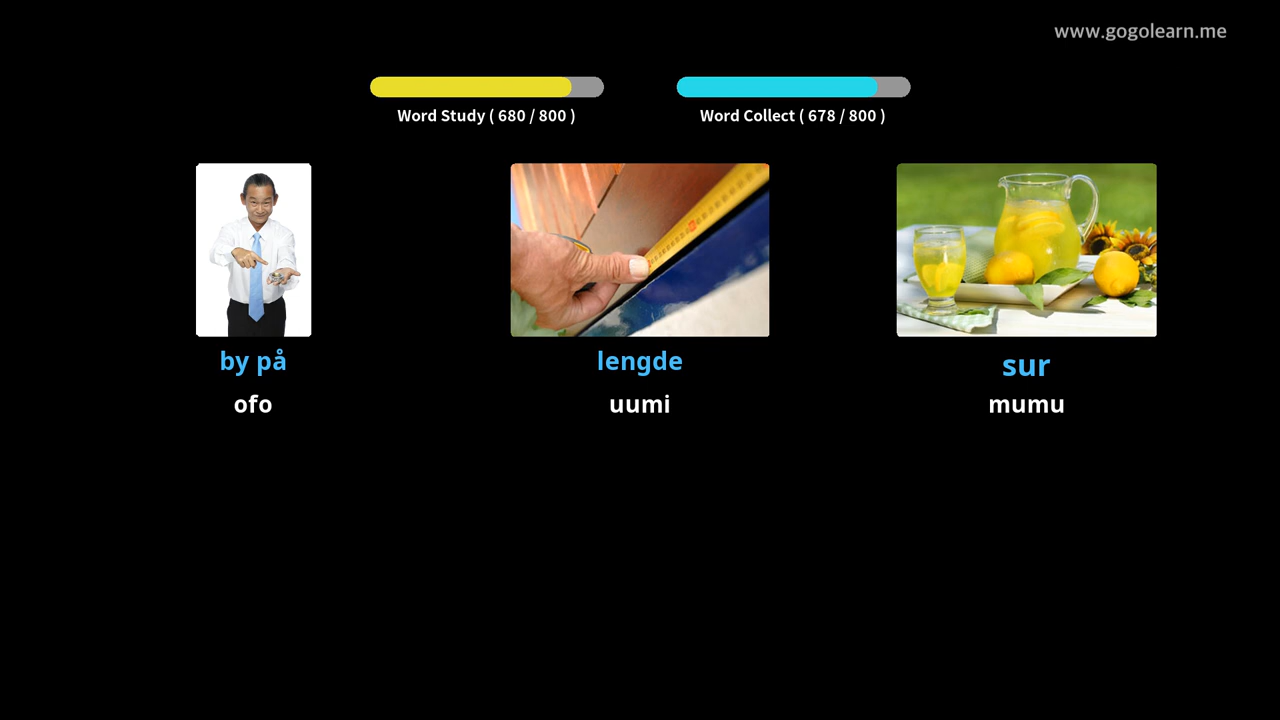 www.gogolearn.me
Word Study ( 680 / 800 )
Word Collect ( 678 / 800 )
by på
lengde
sur
ofo
uumi
mumu